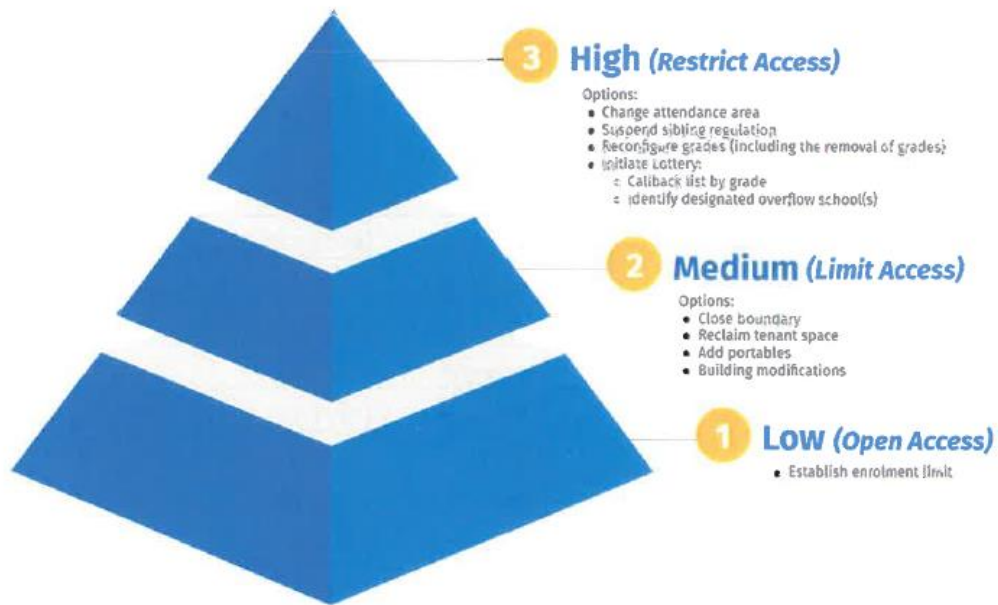 3 High (Restrict Access)
Options:
• Change attendance area
• Suspend sibling regulation
• Reconfigure grades (including the removal of grades)
• Initiate Lottery:
▫ Callback list by grade
▫ Identify designated overflow school(s)
2 Medium (Limit Access)
Options:
• Close boundary
• Reclaim tenant space
• Add portables
• Building modifications
1 Low (Open Access)
• Establish enrolment limit